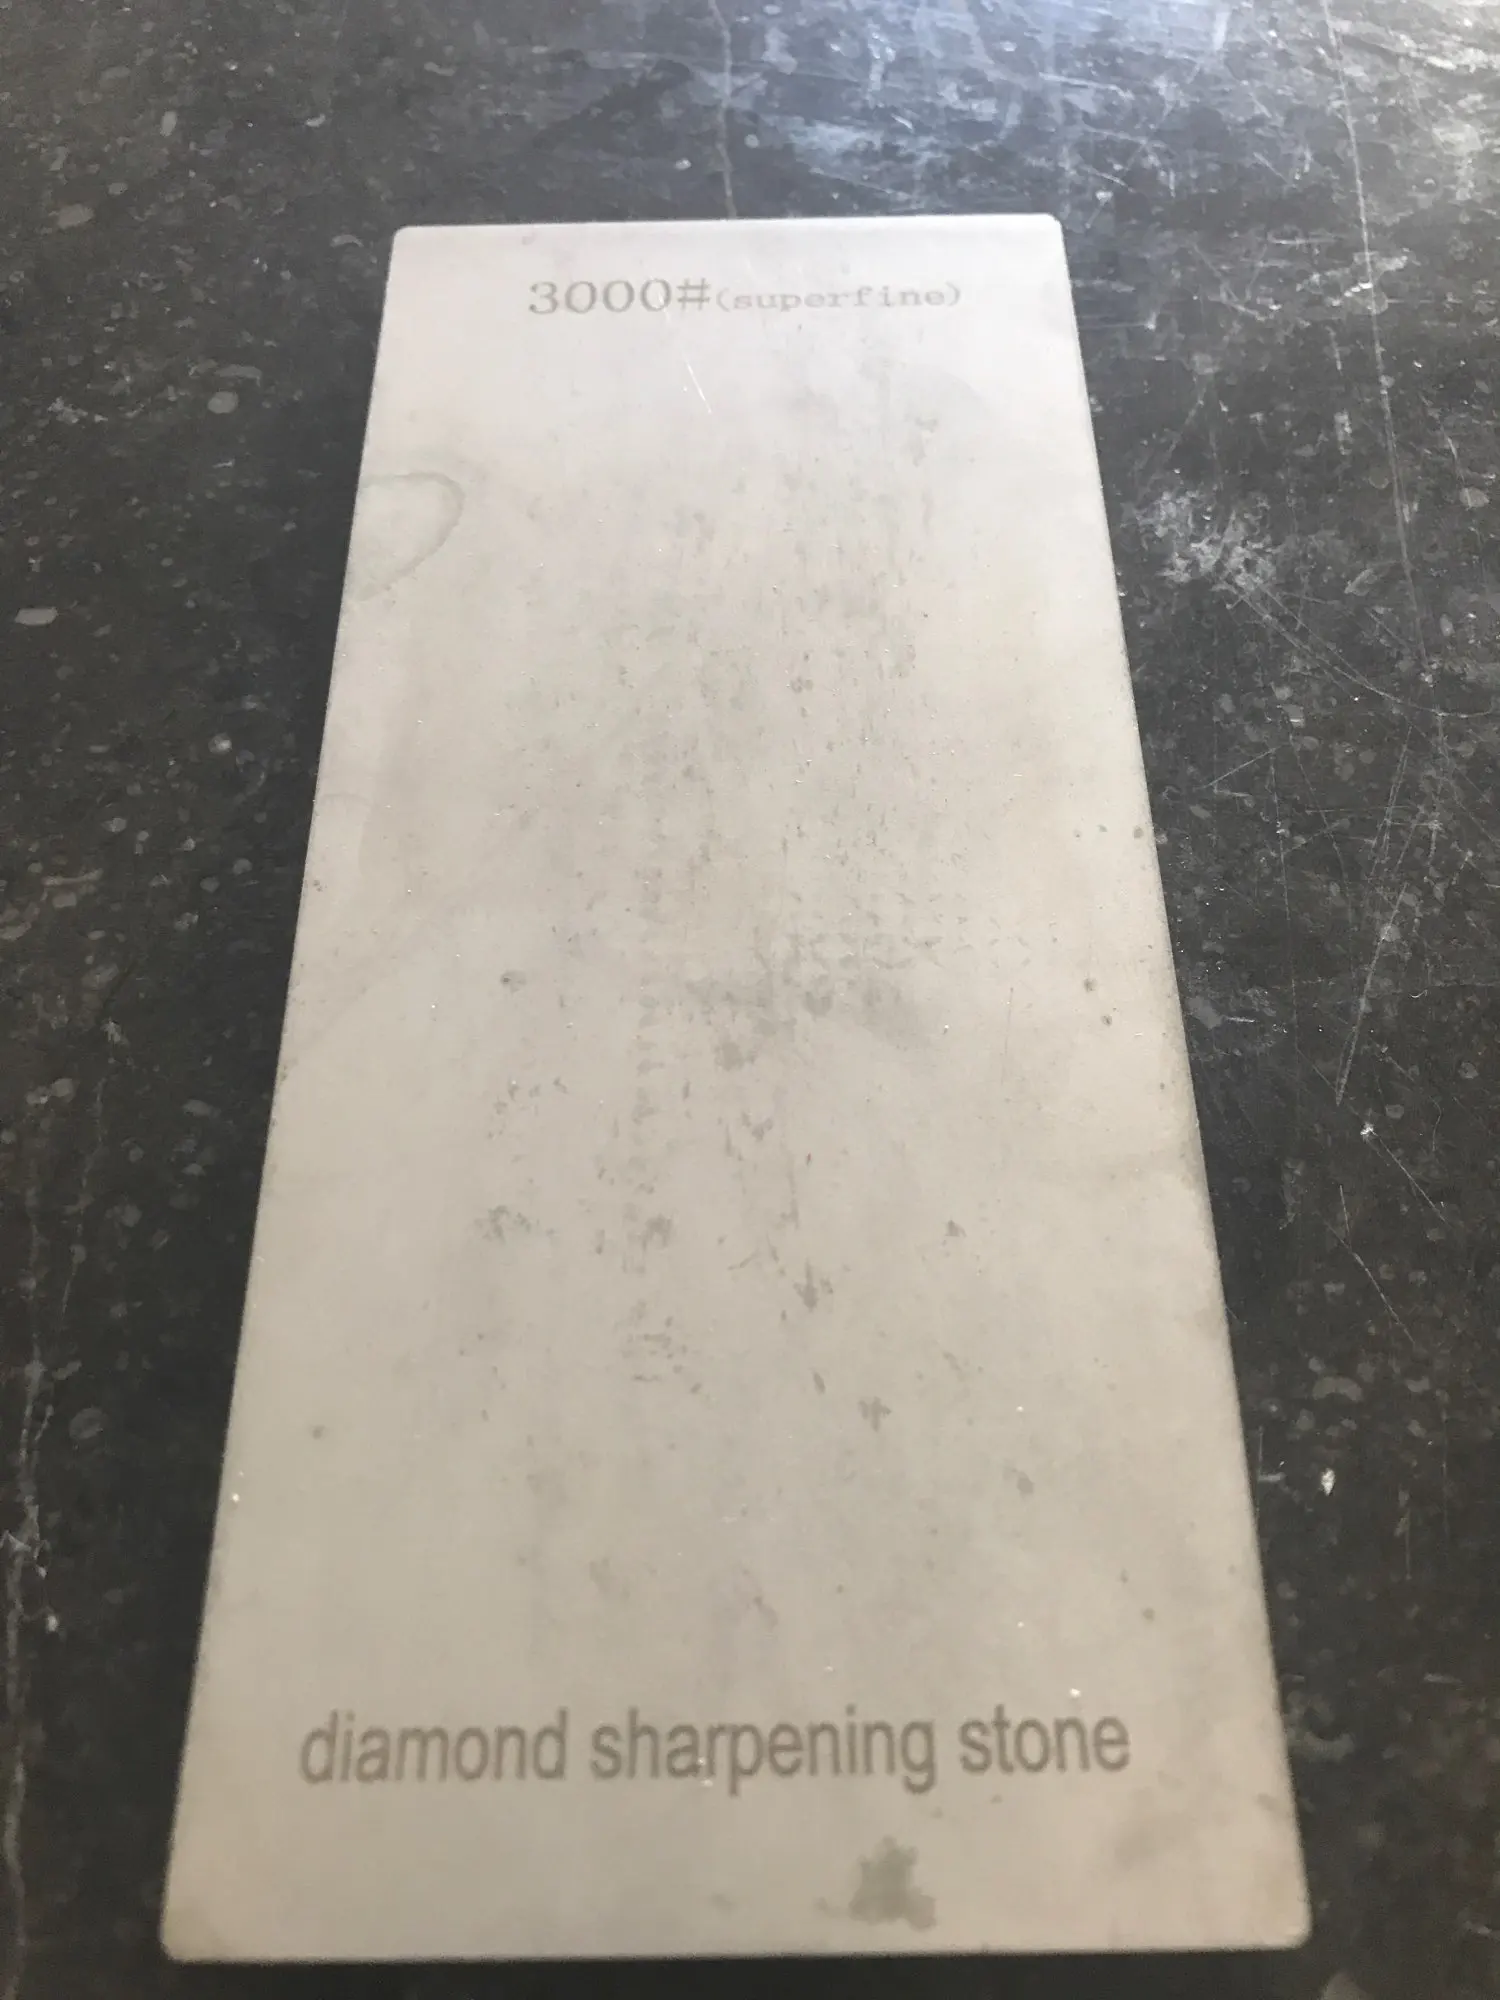 3000#(superfine)
diamond sharpening stone